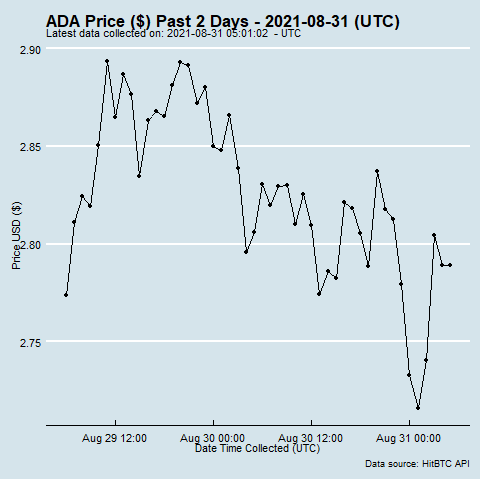 ADA Price ($) Past 2 Days - 2021-08-31 (UTC)
Latest data collected on: 2021-08-31 05:01:02 - UTC
2.90
2.85
2.80
2.75
Price USD ($)
Aug 29 12:00
Aug 30 00:00
Aug 30 12:00
Aug 31 00:00
Date Time Collected (UTC)
Data source: HitBTC API